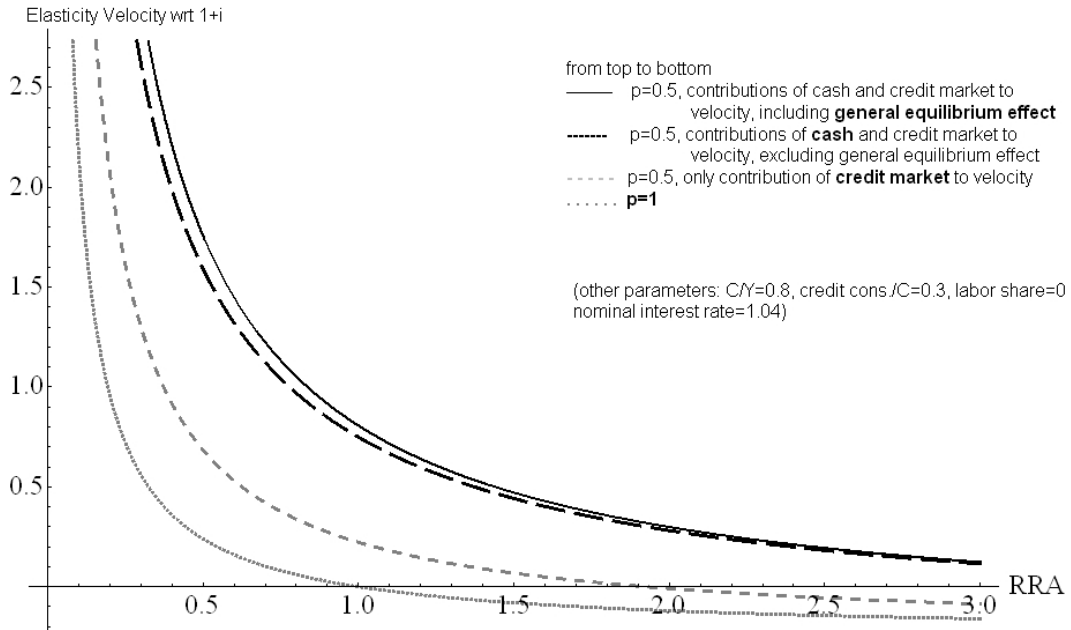 Elasticity Velocity wrt 1+i
2.5
2.0
1.5
1.0
0.5
0.5
1.0
1.5
2.0
2.5
3.0
RRA
from top to bottom
p=0.5, contributions of cash and credit market to
velocity, including general equilibrium effect
p=0.5, contributions of cash and credit market to
velocity, excluding general equilibrium effect
p=0.5, only contribution of credit market to velocity
p=1
(other parameters: C/Y=0.8, credit cons./C=0.3, labor share=0
nominal interest rate=1.04)